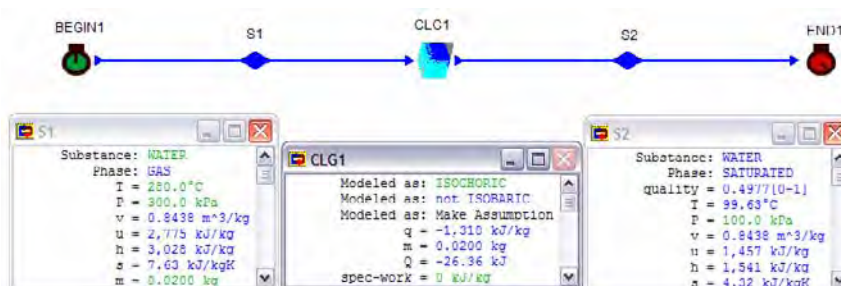 BEGIN1 S1 CLG1 S2 END1
S1
Substance: WATER
Phase: GAS
T = 280.0°C
P = 300.0 kPa
v = 0.8438 m^3/kg
u = 2,775 kJ/kg
h = 3,028 kJ/kg
s = 7.63 kJ/kgK
m = 0.0200 kg
CLG1
Modeled as: ISOCHORIC
Modeled as: not ISOBARIC
Modeled as: Make Assumption
q = -1,318 kJ/kg
m = 0.0200 kg
Q = -26.36 kJ
spec-work = 0 kJ/kg
S2
Substance: WATER
Phase: SATURATED
quality = 0.4977[0-1]
T = 99.63°C
P = 100.0 kPa
v = 0.8438 m^3/kg
u = 1,457 kJ/kg
h = 1,541 kJ/kg
s = 4.32 kJ/kgK